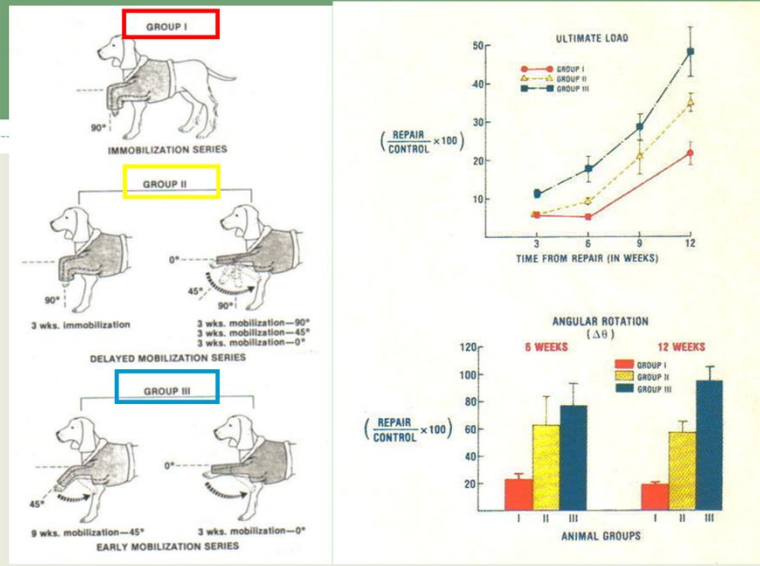 GROUP I
90°
IMMOBILIZATION SERIES
GROUP II
90°
0°
45°
90°
3 wks. immobilization
3 wks. mobilization—90°
3 wks. mobilization—45°
3 wks. mobilization—0°
DELAYED MOBILIZATION SERIES
GROUP III
45°
0°
9 wks. mobilization—45°
3 wks. mobilization—0°
EARLY MOBILIZATION SERIES
ULTIMATE LOAD
GROUP I
GROUP II
GROUP III
(REPAIR
CONTROL ×100)
50
40
30
20
10
3 6 9 12
TIME FROM REPAIR (IN WEEKS)
ANGULAR ROTATION
(Δθ)
6 WEEKS 12 WEEKS
GROUP I
GROUP II
GROUP III
(REPAIR
CONTROL ×100)
120
100
80
60
40
20
I II III I II III
ANIMAL GROUPS